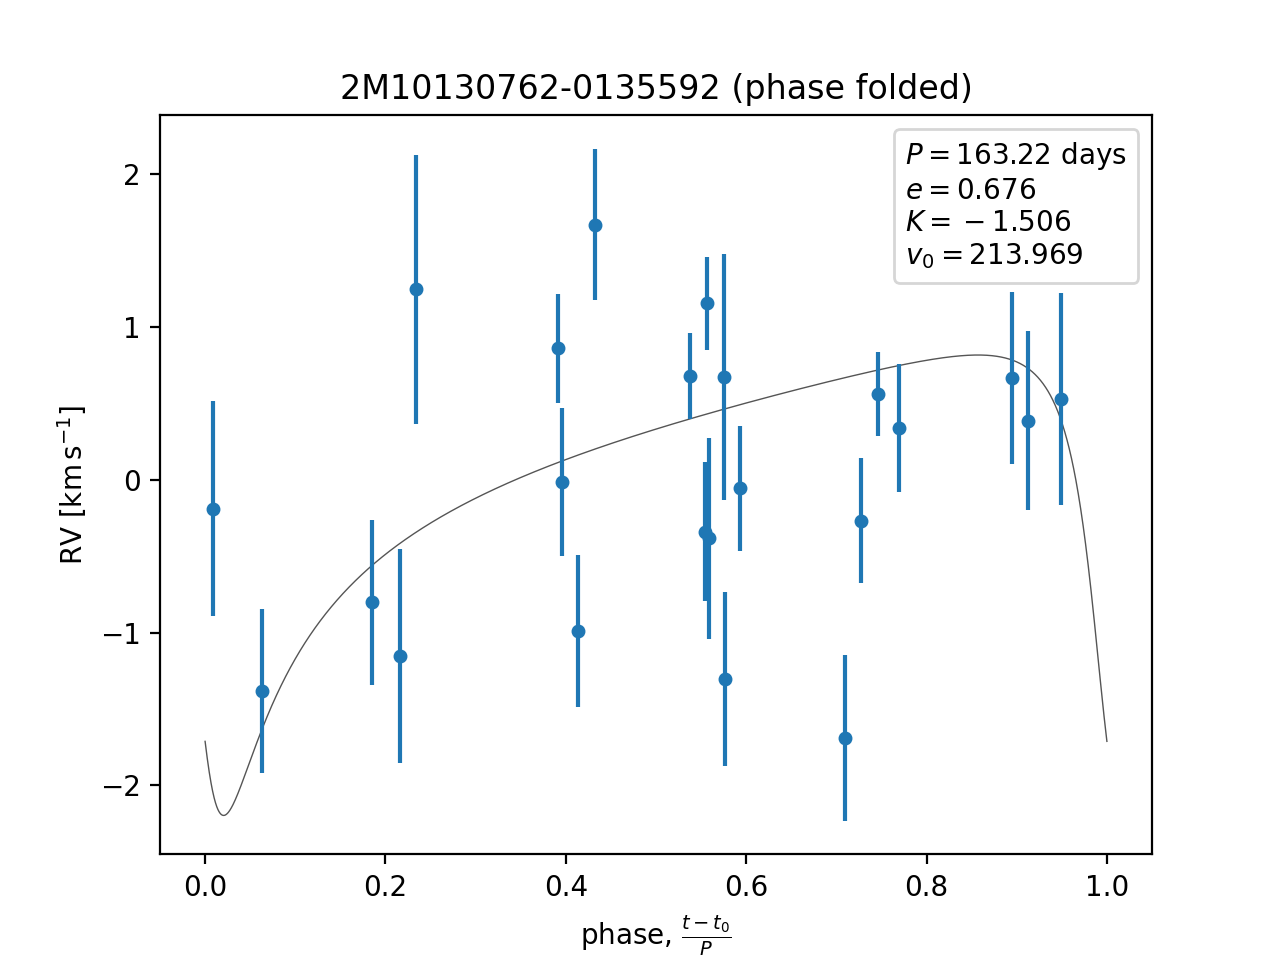 2M10130762-0135592 (phase folded)
P = 163.22 days
e = 0.676
K = −1.506
v₀ = 213.969
RV [km s⁻¹]
2
1
0
−1
−2
0.0 0.2 0.4 0.6 0.8 1.0
phase, (t − t₀)/P